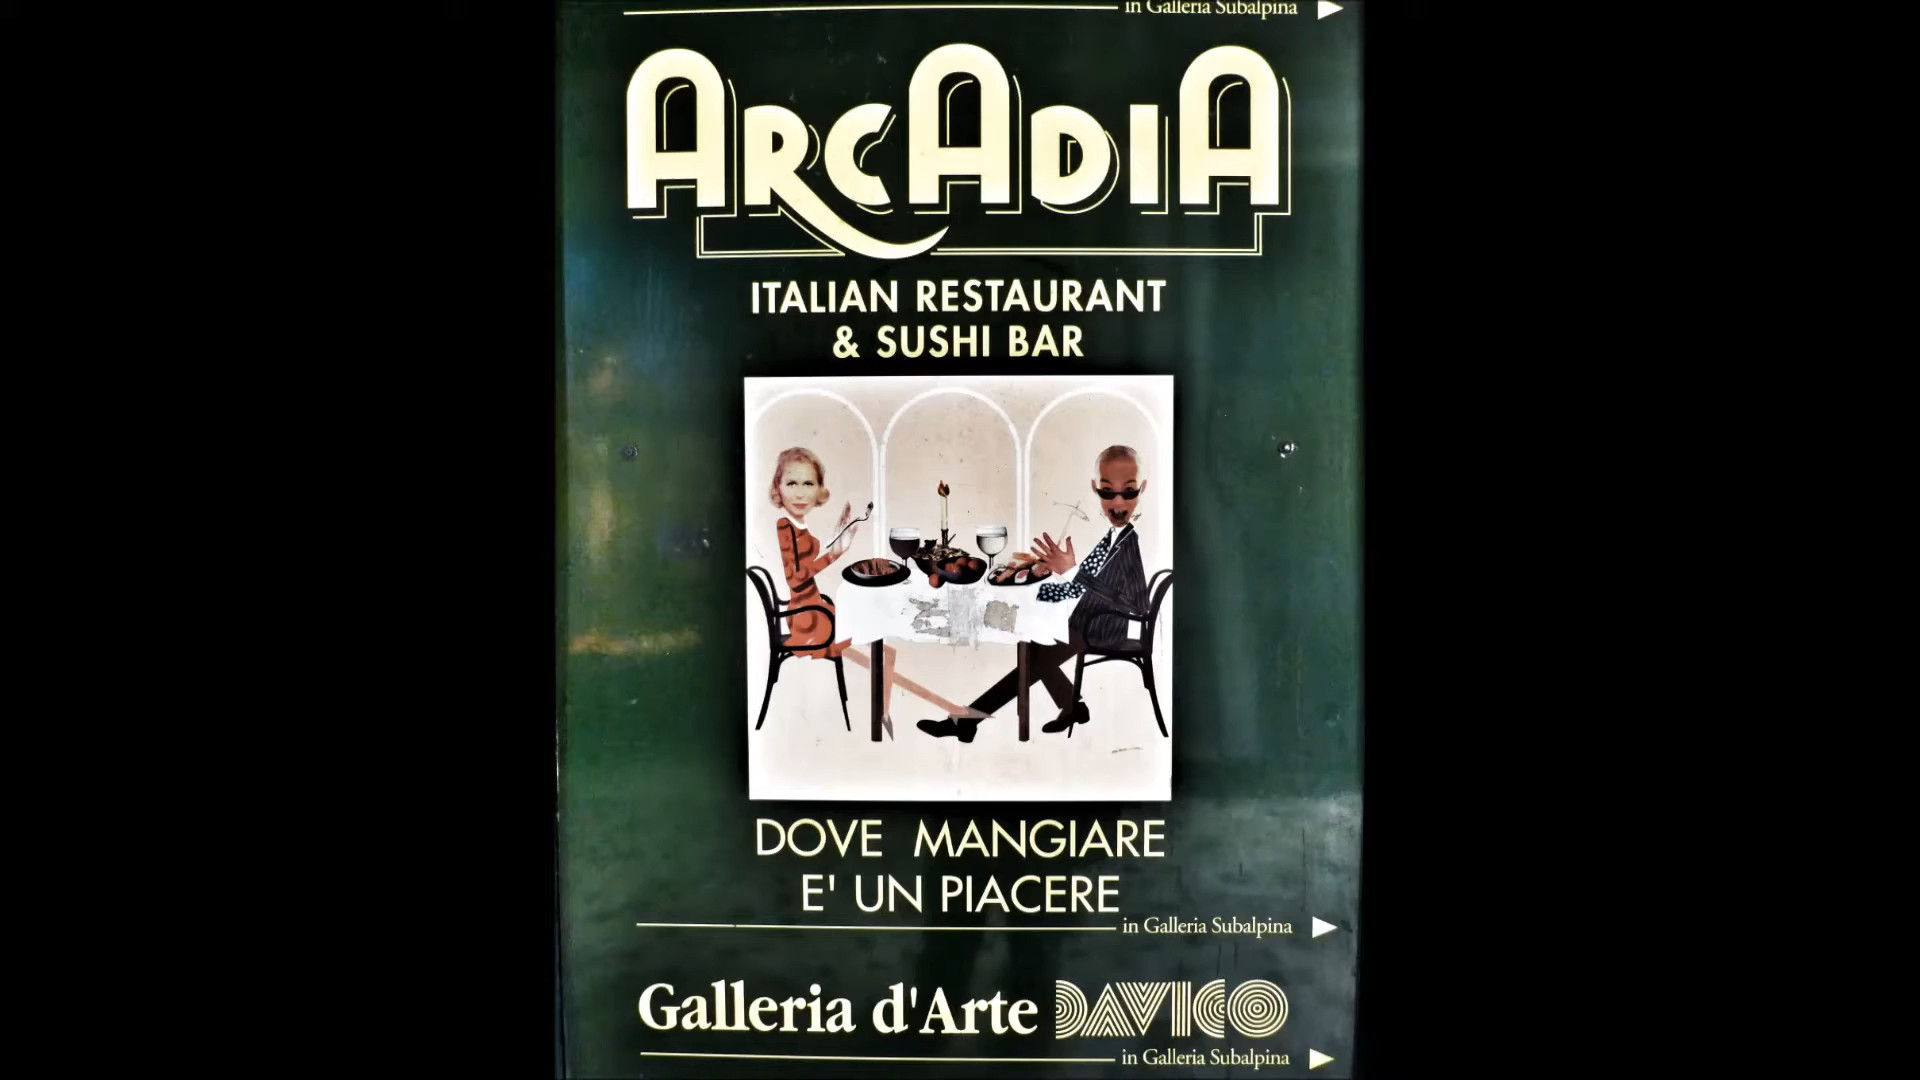 in Galleria Subalpina
ARCADIA
ITALIAN RESTAURANT
& SUSHI BAR
DOVE MANGIARE
E' UN PIACERE
in Galleria Subalpina
Galleria d'Arte DAVICO
in Galleria Subalpina